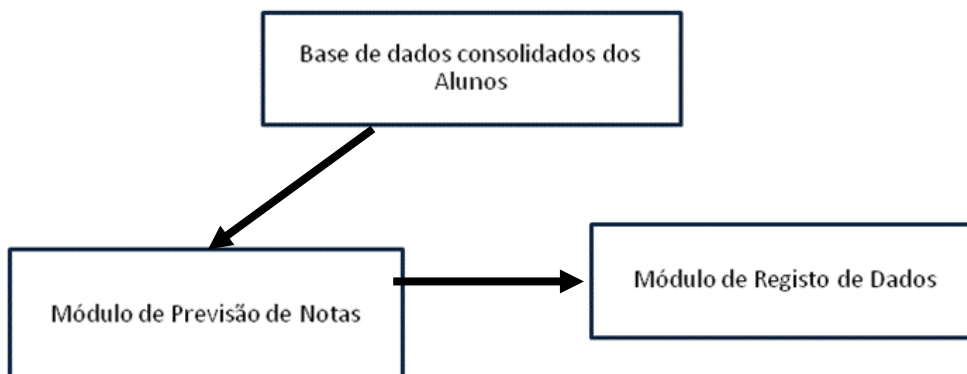 Base de dados consolidados dos
Alunos
Módulo de Previsão de Notas
Módulo de Registo de Dados